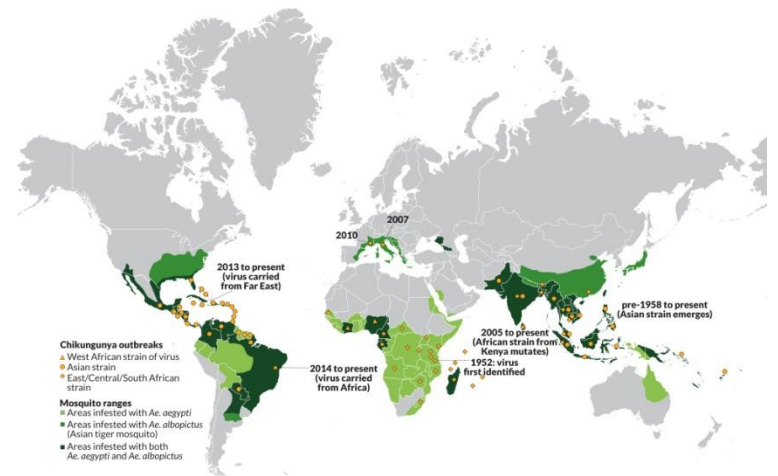 2007
2010
2013 to present
(virus carried
from Far East)
pre-1958 to present
(Asian strain emerges)
2005 to present
(African strain from
Kenya mutates)
1952: virus
first identified
2014 to present
(virus carried
from Africa)
Chikungunya outbreaks
West African strain of virus
Asian strain
East/Central/South African
strain
Mosquito ranges
Areas infested with Ae. aegypti
Areas infested with Ae. albopictus
(Asian tiger mosquito)
Areas infested with both
Ae. aegypti and Ae. albopictus